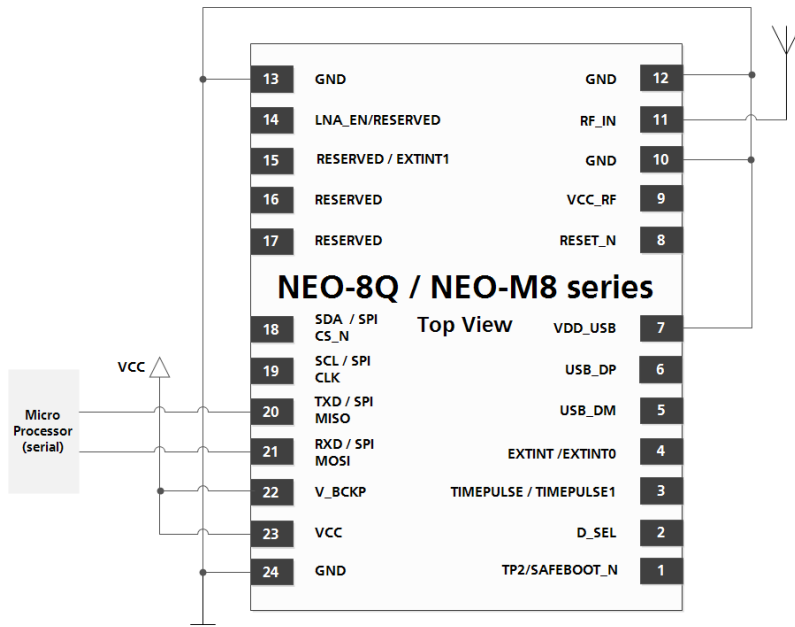 13 GND
GND 12
14 LNA_EN/RESERVED
RF_IN 11
15 RESERVED / EXTINT1
GND 10
16 RESERVED
VCC_RF 9
17 RESERVED
RESET_N 8
NEO-8Q / NEO-M8 series
Top View
18 SDA / SPI
CS_N
VDD_USB 7
VCC
19 SCL / SPI
CLK
USB_DP 6
Micro
Processor
(serial)
20 TXD / SPI
MISO
USB_DM 5
21 RXD / SPI
MOSI
EXTINT /EXTINT0 4
22 V_BCKP
TIMEPULSE / TIMEPULSE1 3
23 VCC
D_SEL 2
24 GND
TP2/SAFEBOOT_N 1